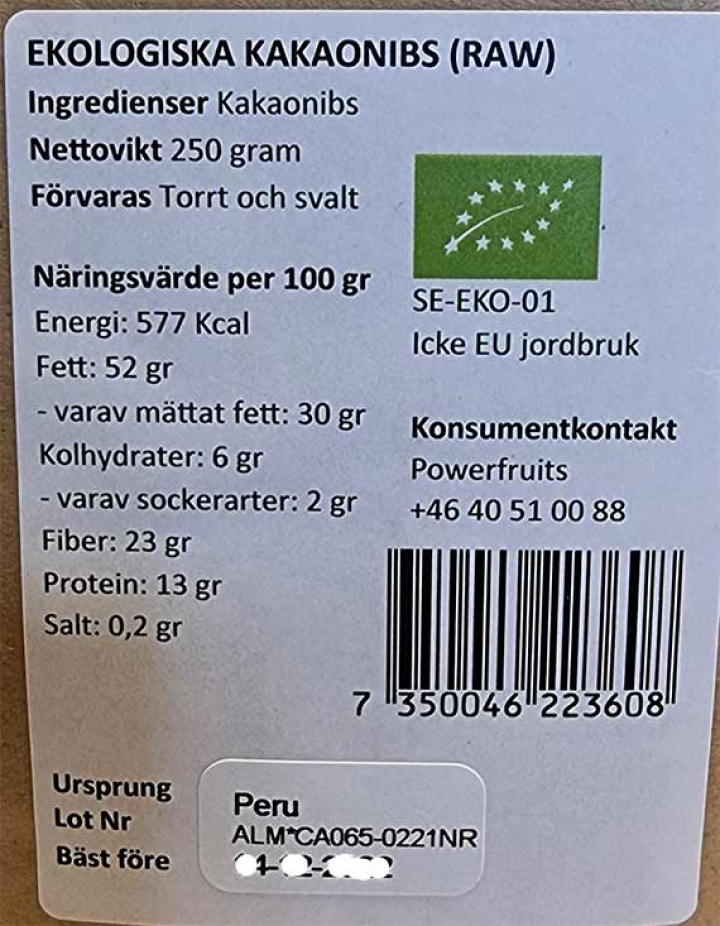 EKOLOGISKA KAKAONIBS (RAW)
Ingredienser Kakaonibs
Nettovikt 250 gram
Förvaras Torrt och svalt
Näringsvärde per 100 gr
Energi: 577 Kcal
Fett: 52 gr
- varav mättat fett: 30 gr
Kolhydrater: 6 gr
- varav sockerarter: 2 gr
Fiber: 23 gr
Protein: 13 gr
Salt: 0,2 gr
SE-EKO-01
Icke EU jordbruk
Konsumentkontakt
Powerfruits
+46 40 51 00 88
7 350046 223608
Ursprung Peru
Lot Nr ALM*CA065-0221NR
Bäst före